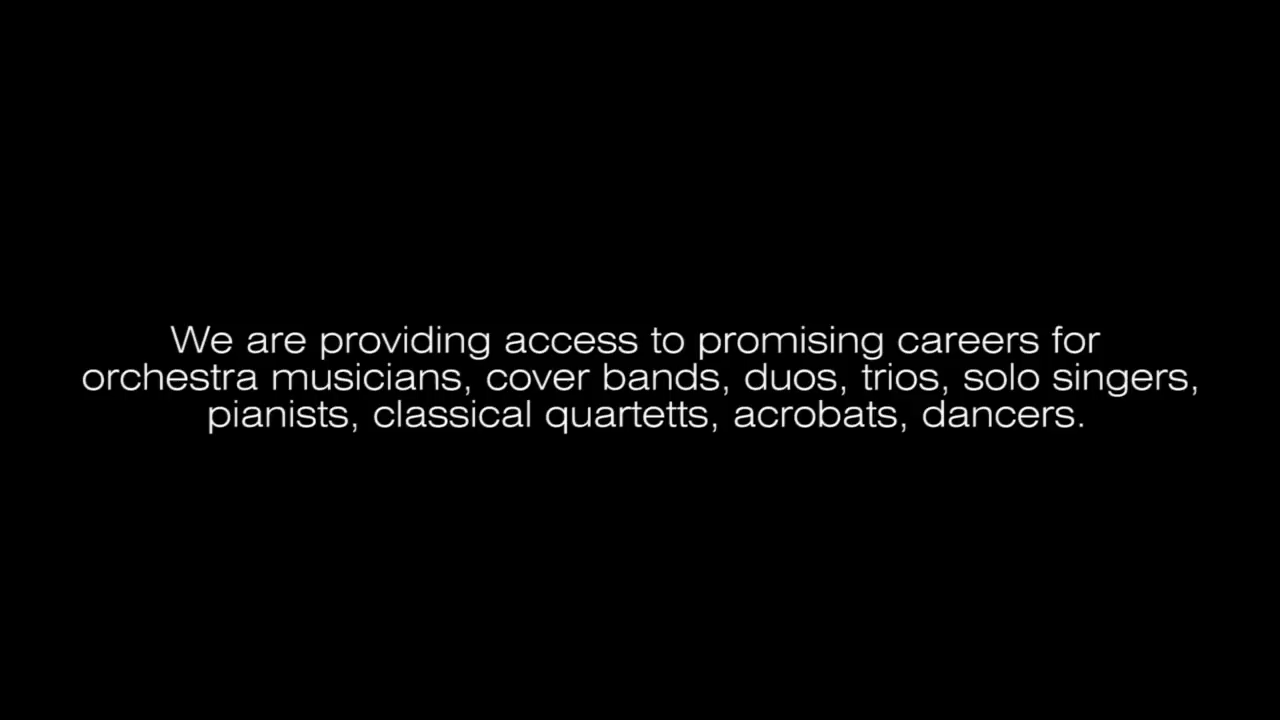 We are providing access to promising careers for
orchestra musicians, cover bands, duos, trios, solo singers,
pianists, classical quartetts, acrobats, dancers.